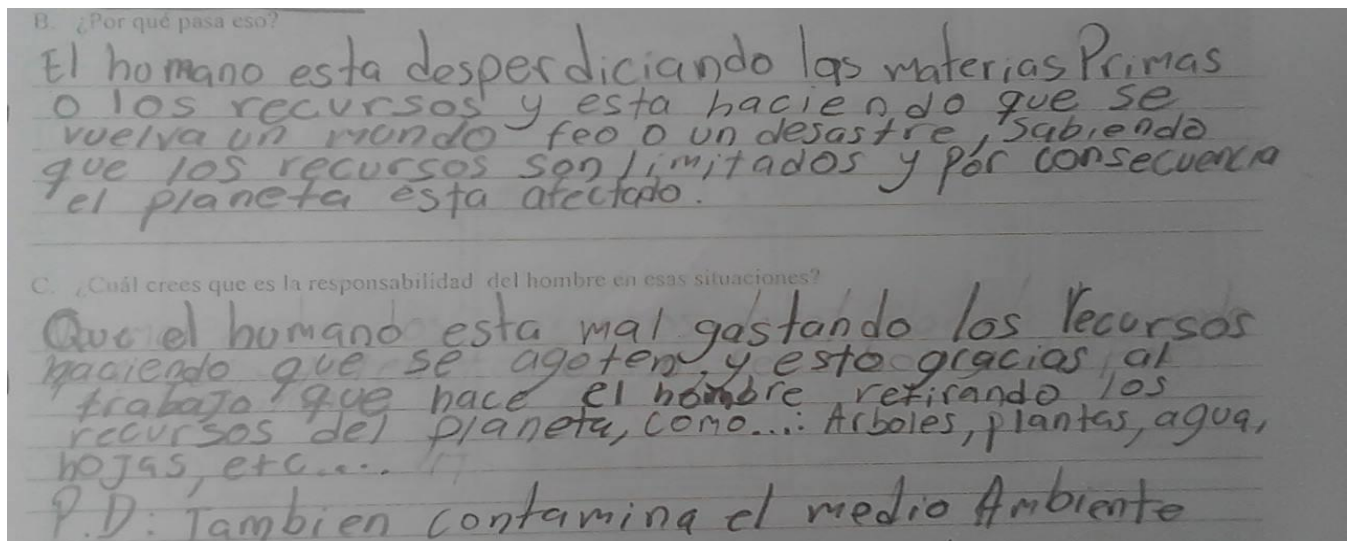 B. ¿Por qué pasa eso?
El homano esta desperdiciando las materias Primas
o los recursos y esta haciendo que se
vuelva un mundo feo o un desastre, sabiendo
que los recursos son limitados y por consecuencia
el planeta esta afectado.
C. ¿Cuál crees que es la responsabilidad del hombre en esas situaciones?
Que el humano esta mal gastando los recursos
haciendo que se agoten, y esto gracias al
trabajo que hace el hombre retirando los
recursos del planeta, como...: Arboles, plantas, agua,
hojas, etc....
P.D: Tambien contamina el medio Ambiente